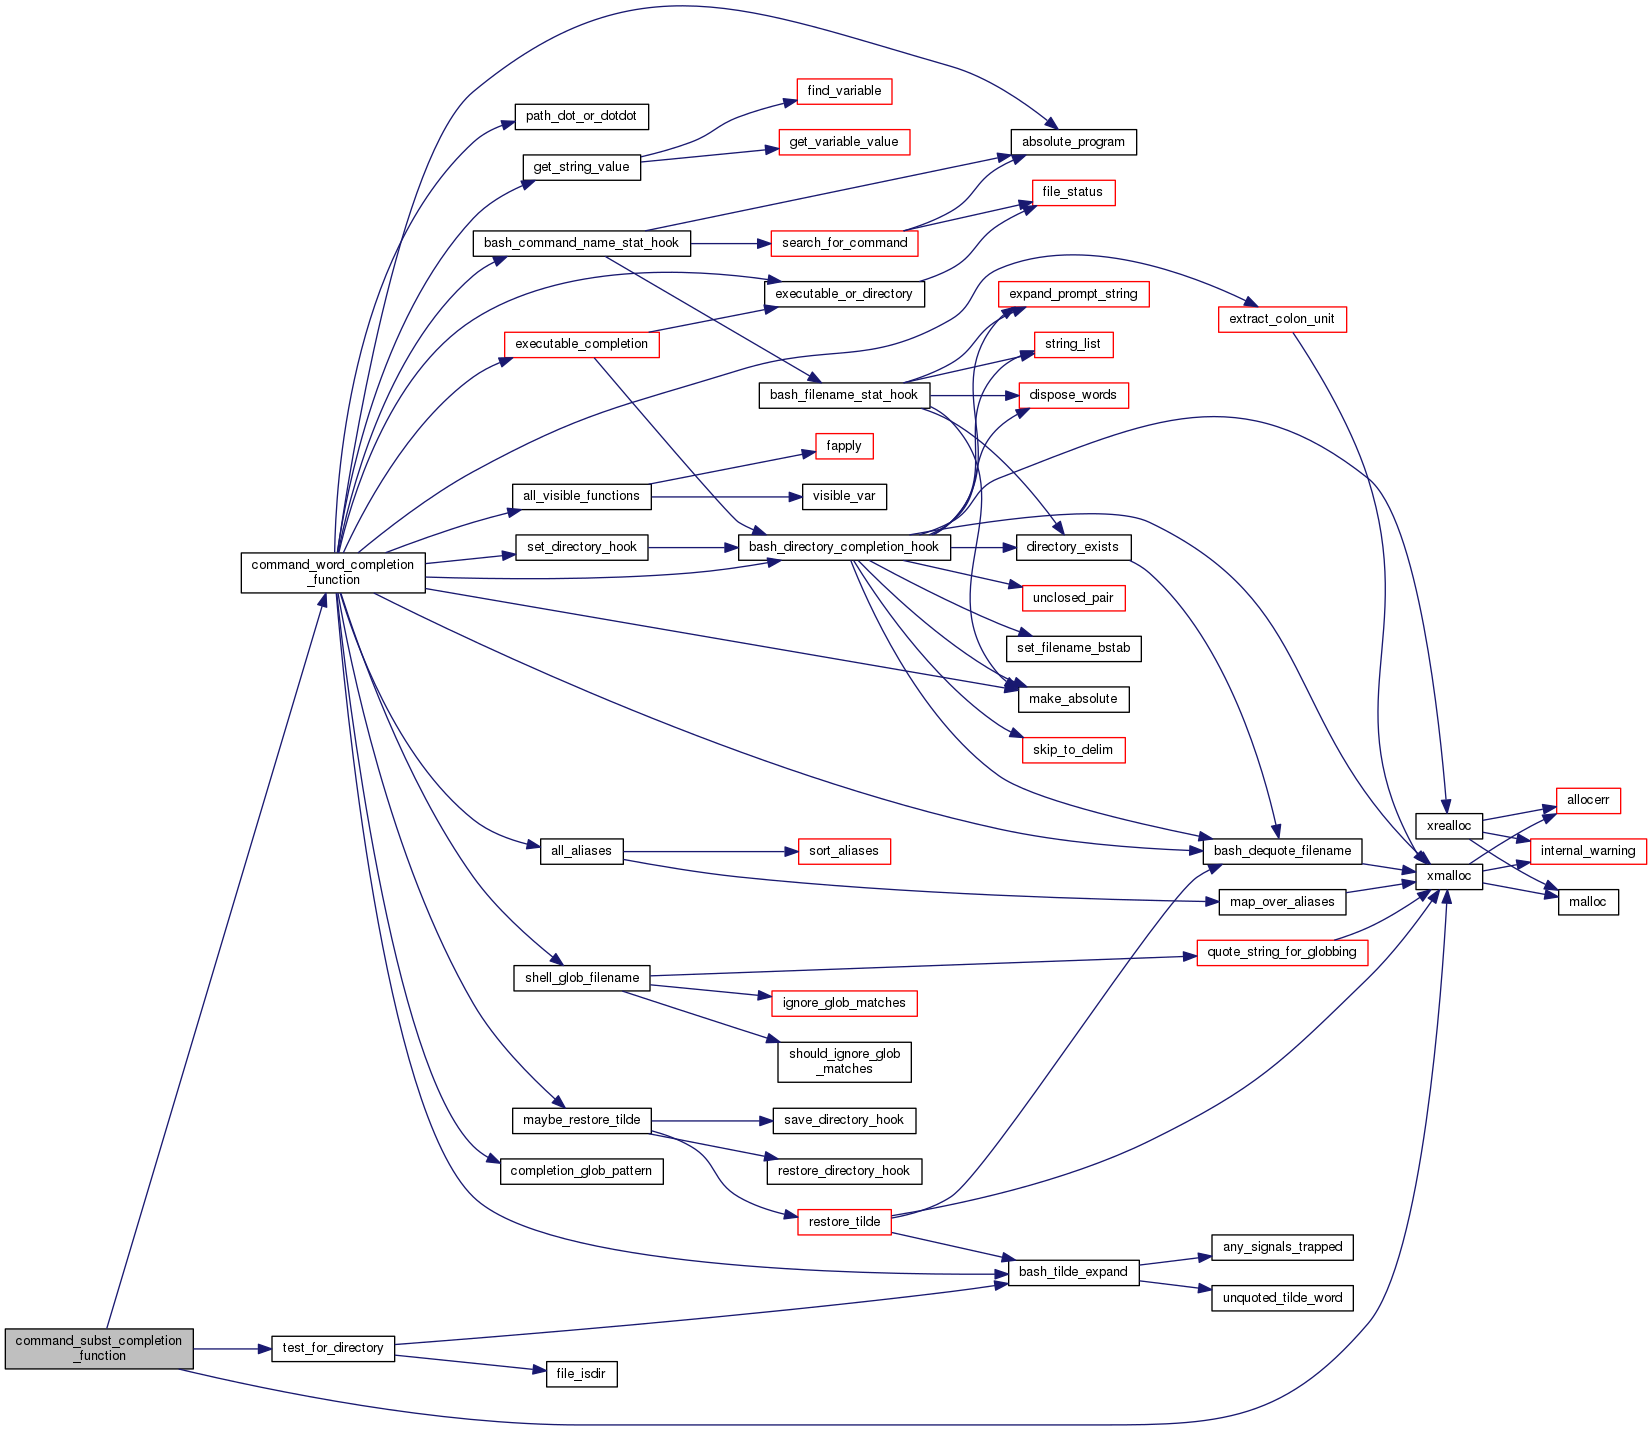 find_variable
path_dot_or_dotdot
get_variable_value
absolute_program
get_string_value
file_status
bash_command_name_stat_hook
search_for_command
executable_or_directory
expand_prompt_string
extract_colon_unit
executable_completion
string_list
bash_filename_stat_hook
dispose_words
fapply
all_visible_functions
visible_var
set_directory_hook
bash_directory_completion_hook
directory_exists
command_word_completion
_function
unclosed_pair
set_filename_bstab
make_absolute
skip_to_delim
allocerr
xrealloc
all_aliases
sort_aliases
bash_dequote_filename
internal_warning
xmalloc
map_over_aliases
malloc
quote_string_for_globbing
shell_glob_filename
ignore_glob_matches
should_ignore_glob
_matches
maybe_restore_tilde
save_directory_hook
completion_glob_pattern
restore_directory_hook
restore_tilde
any_signals_trapped
bash_tilde_expand
unquoted_tilde_word
command_subst_completion
_function
test_for_directory
file_isdir